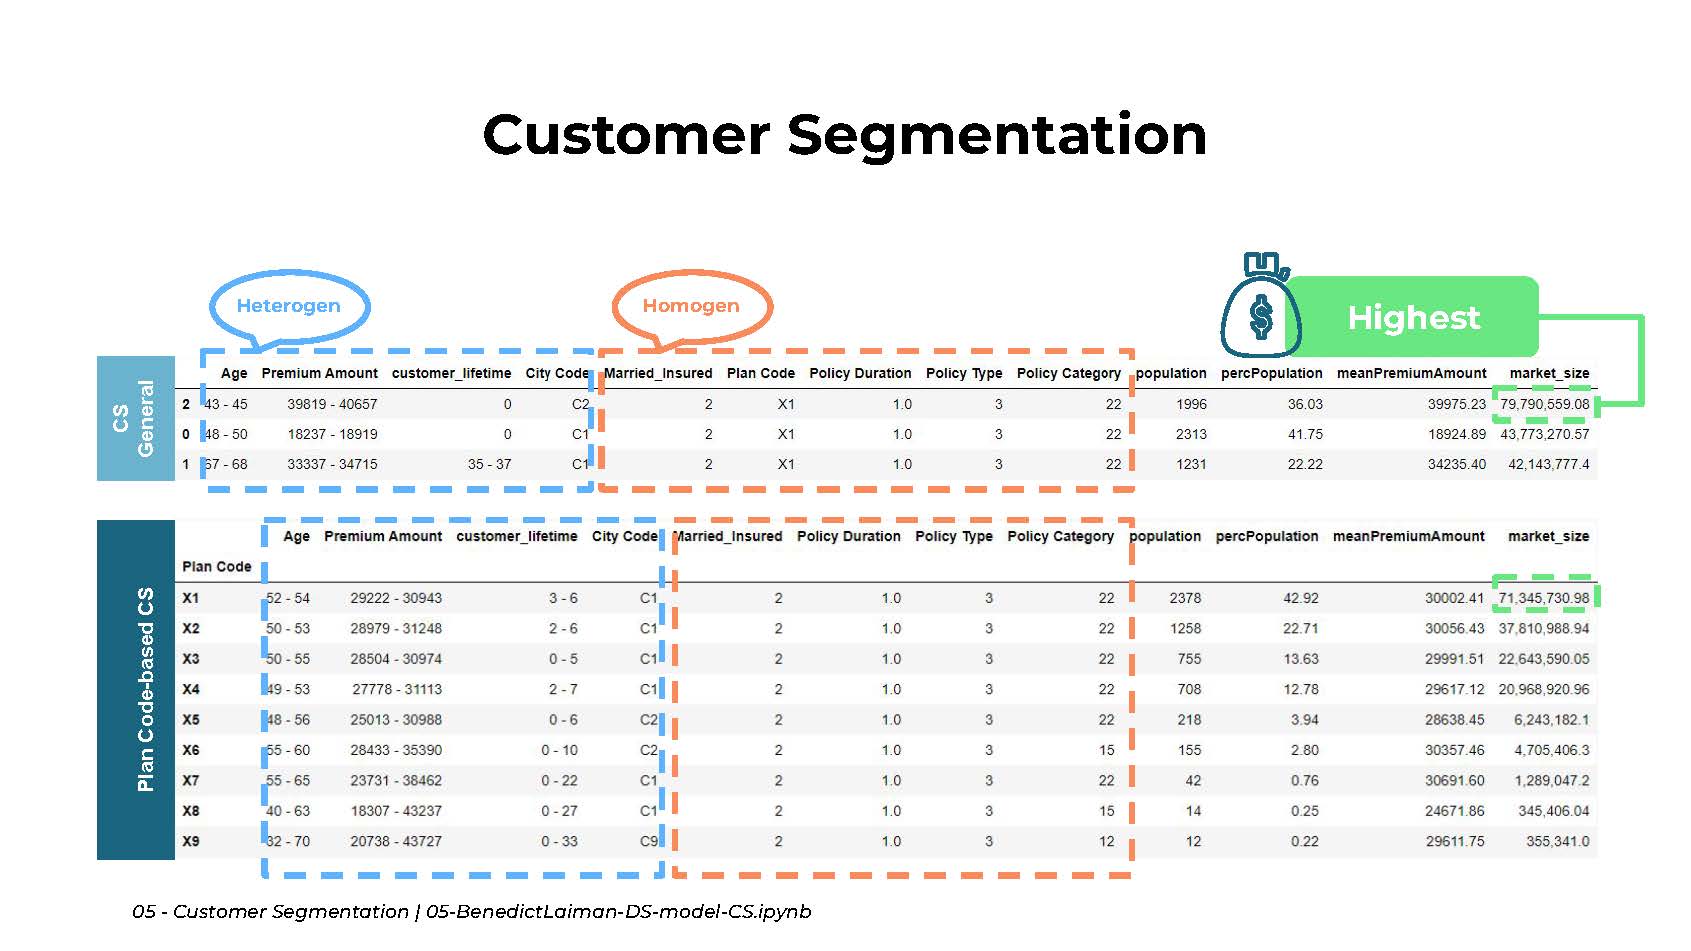 Customer Segmentation
Heterogen
Homogen
$
Highest
CS General
Age Premium Amount customer_lifetime City Code Married_Insured Plan Code Policy Duration Policy Type Policy Category population percPopulation meanPremiumAmount market_size
2 43 - 45 39819 - 40657 0 C2 2 X1 1.0 3 22 1996 36.03 39975.23 79,790,559.08
0 48 - 50 18237 - 18919 0 C1 2 X1 1.0 3 22 2313 41.75 18924.89 43,773,270.57
1 67 - 68 33337 - 34715 35 - 37 C1 2 X1 1.0 3 22 1231 22.22 34235.40 42,143,777.4
Plan Code-based CS
Age Premium Amount customer_lifetime City Code Married_Insured Policy Duration Policy Type Policy Category population percPopulation meanPremiumAmount market_size
Plan Code
X1 52 - 54 29222 - 30943 3 - 6 C1 2 1.0 3 22 2378 42.92 30002.41 71,345,730.98
X2 50 - 53 28979 - 31248 2 - 6 C1 2 1.0 3 22 1258 22.71 30056.43 37,810,988.94
X3 50 - 55 28504 - 30974 0 - 5 C1 2 1.0 3 22 755 13.63 29991.51 22,643,590.05
X4 49 - 53 27778 - 31113 2 - 7 C1 2 1.0 3 22 708 12.78 29617.12 20,968,920.96
X5 48 - 56 25013 - 30988 0 - 6 C2 2 1.0 3 22 218 3.94 28638.45 6,243,182.1
X6 55 - 60 28433 - 35390 0 - 10 C2 2 1.0 3 15 155 2.80 30357.46 4,705,406.3
X7 55 - 65 23731 - 38462 0 - 22 C1 2 1.0 3 22 42 0.76 30691.60 1,289,047.2
X8 40 - 63 18307 - 43237 0 - 27 C1 2 1.0 3 15 14 0.25 24671.86 345,406.04
X9 32 - 70 20738 - 43727 0 - 33 C9 2 1.0 3 12 12 0.22 29611.75 355,341.0
05 - Customer Segmentation | 05-BenedictLaiman-DS-model-CS.ipynb